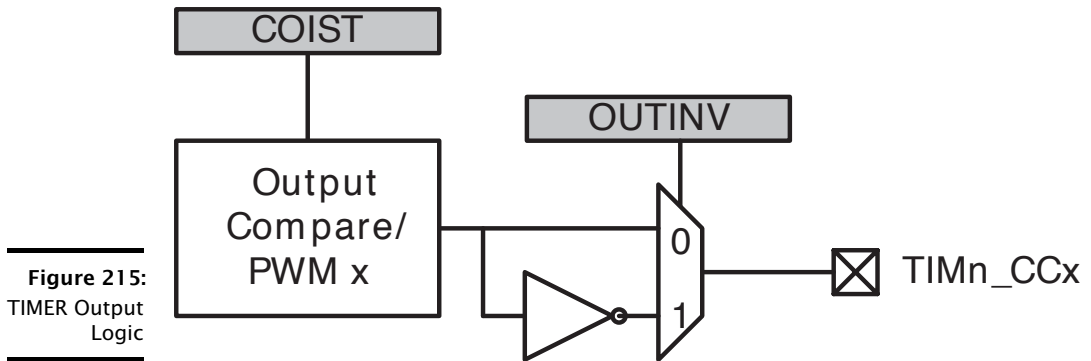 COIST
OUTINV
Output
Compare/
PWM x
0
1
TIMn_CCx
Figure 215:
TIMER Output
Logic